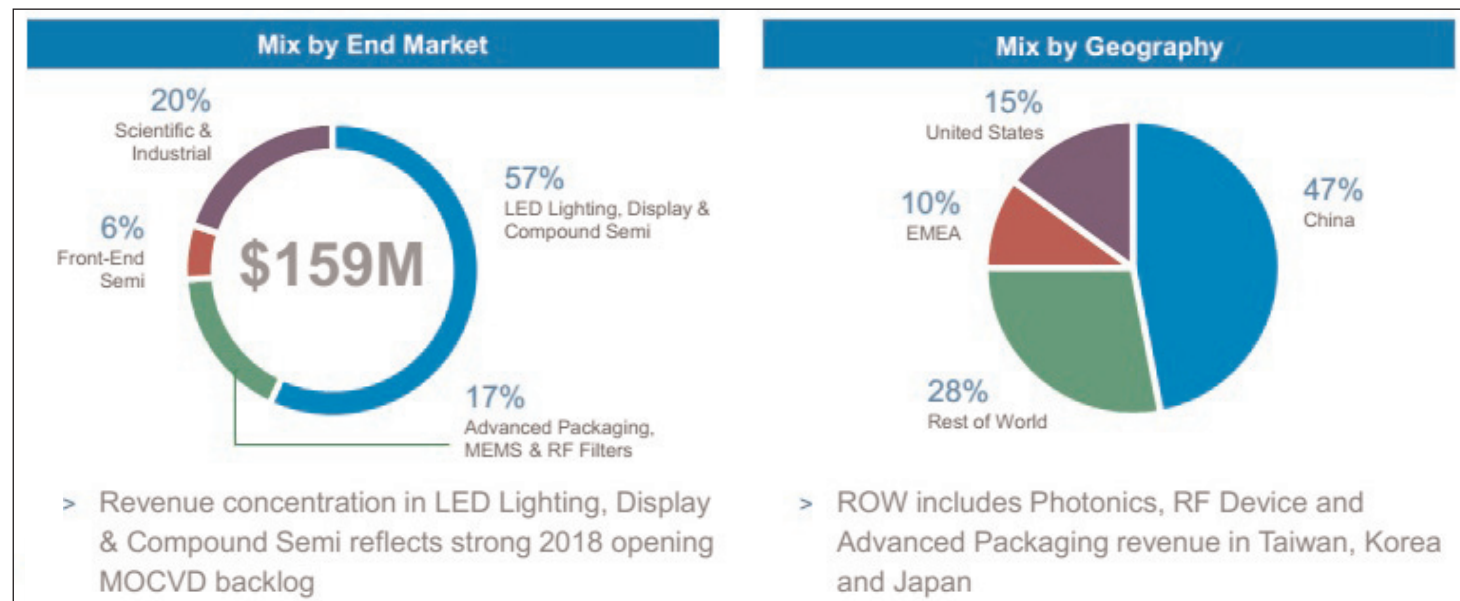 Mix by End Market
20%
Scientific &
Industrial
6%
Front-End
Semi
$159M
57%
LED Lighting, Display &
Compound Semi
17%
Advanced Packaging,
MEMS & RF Filters
> Revenue concentration in LED Lighting, Display
& Compound Semi reflects strong 2018 opening
MOCVD backlog
Mix by Geography
15%
United States
10%
EMEA
47%
China
28%
Rest of World
> ROW includes Photonics, RF Device and
Advanced Packaging revenue in Taiwan, Korea
and Japan